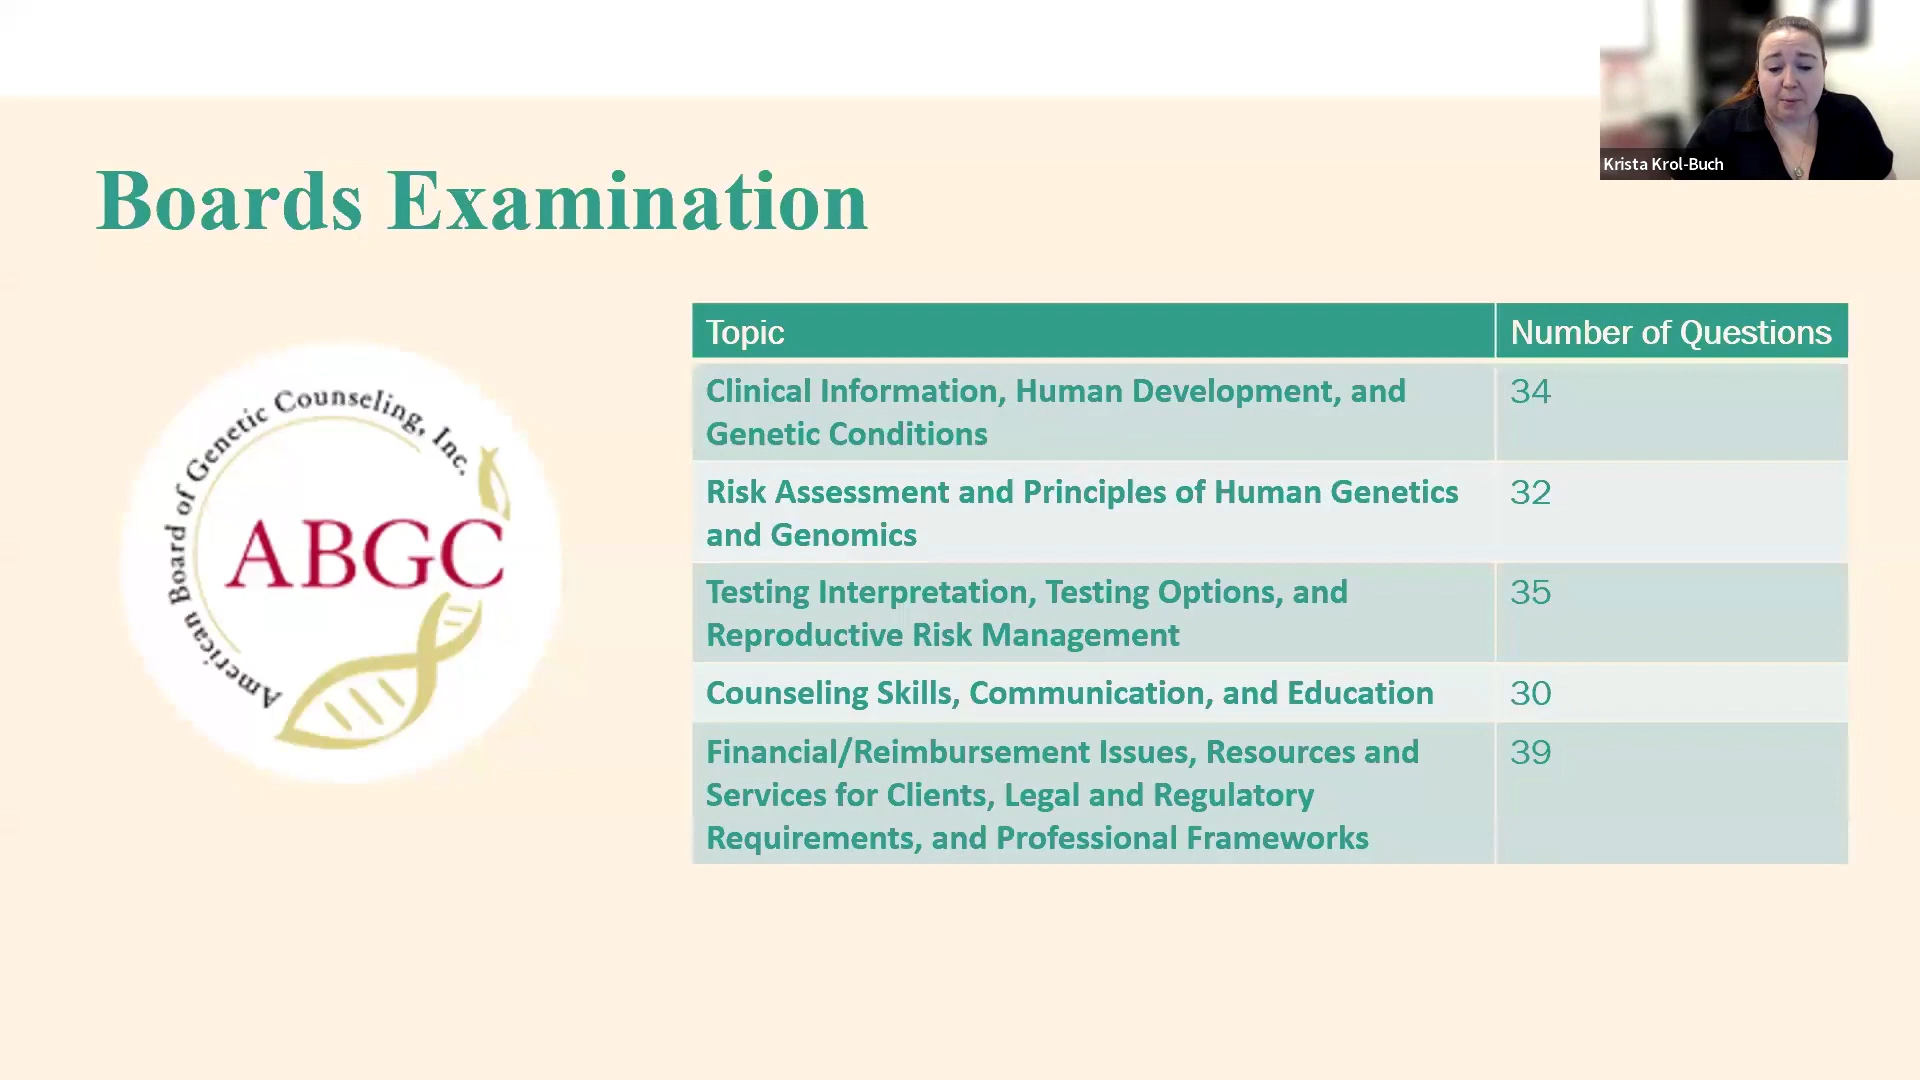 Krista Krol-Buch
Boards Examination
American Board of Genetic Counseling, Inc.
ABGC
Topic
Number of Questions
Clinical Information, Human Development, and
Genetic Conditions
34
Risk Assessment and Principles of Human Genetics
and Genomics
32
Testing Interpretation, Testing Options, and
Reproductive Risk Management
35
Counseling Skills, Communication, and Education
30
Financial/Reimbursement Issues, Resources and
Services for Clients, Legal and Regulatory
Requirements, and Professional Frameworks
39